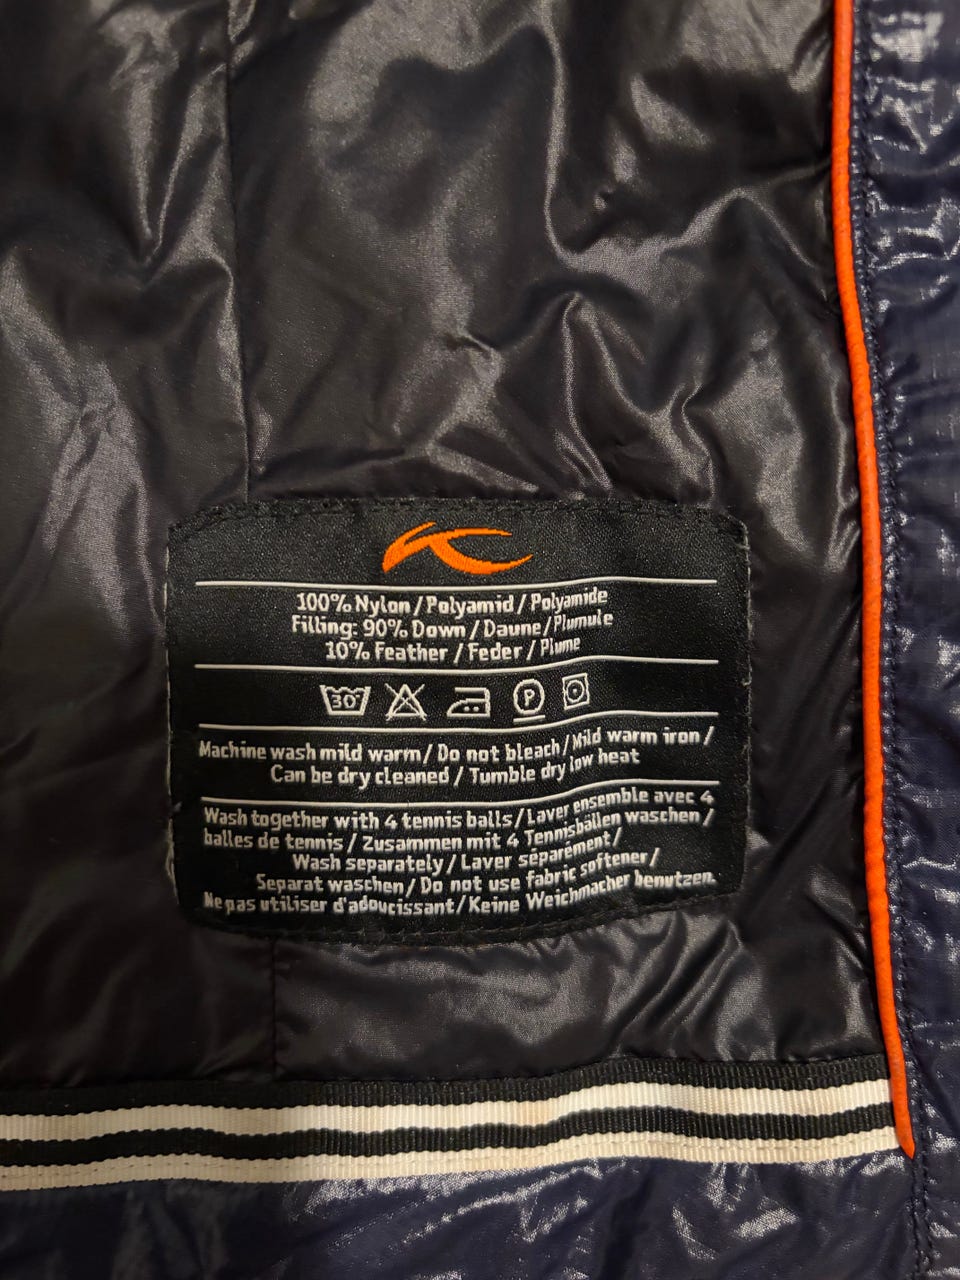 100% Nylon / Polyamid / Polyamide
Filling: 90% Down / Daune / Plumule
10% Feather / Feder / Plume
30° P
Machine wash mild warm / Do not bleach / Mild warm iron /
Can be dry cleaned / Tumble dry low heat
Wash together with 4 tennis balls / Laver ensemble avec 4
balles de tennis / Zusammen mit 4 Tennisbällen waschen /
Wash separately / Laver séparément /
Separat waschen / Do not use fabric softener /
Ne pas utiliser d'adoucissant / Keine Weichmacher benutzen.